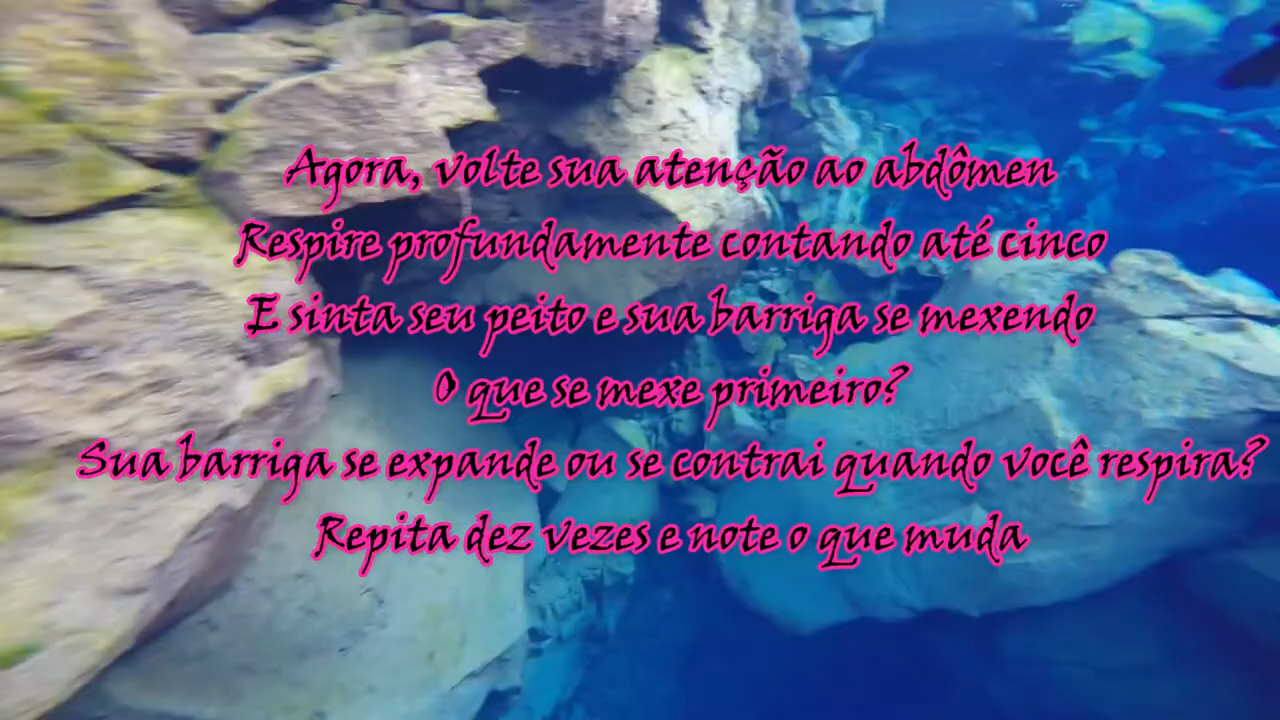 Agora, volte sua atenção ao abdômen
Respire profundamente contando até cinco
E sinta seu peito e sua barriga se mexendo
O que se mexe primeiro?
Sua barriga se expande ou se contrai quando você respira?
Repita dez vezes e note o que muda